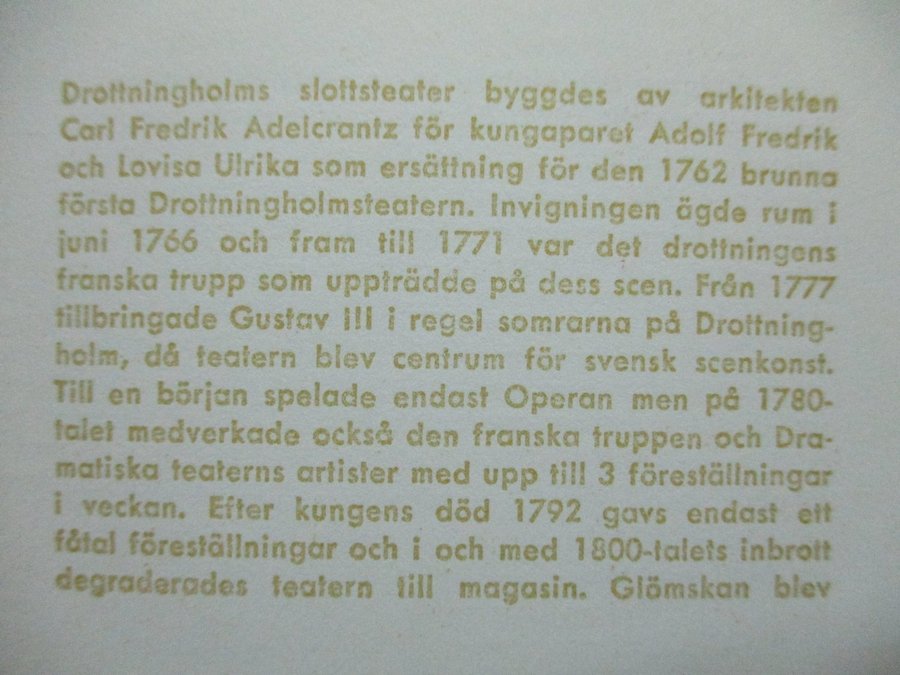 Drottningholms slottsteater byggdes av arkitekten
Carl Fredrik Adelcrantz för kungaparet Adolf Fredrik
och Lovisa Ulrika som ersättning för den 1762 brunna
första Drottningholmsteatern. Invigningen ägde rum i
juni 1766 och fram till 1771 var det drottningens
franska trupp som uppträdde på dess scen. Från 1777
tillbringade Gustav III i regel somrarna på Drottning-
holm, då teatern blev centrum för svensk scenkonst.
Till en början spelade endast Operan men på 1780-
talet medverkade också den franska truppen och Dra-
matiska teaterns artister med upp till 3 föreställningar
i veckan. Efter kungens död 1792 gavs endast ett
fåtal föreställningar och i och med 1800-talets inbrott
degraderades teatern till magasin. Glömskan blev